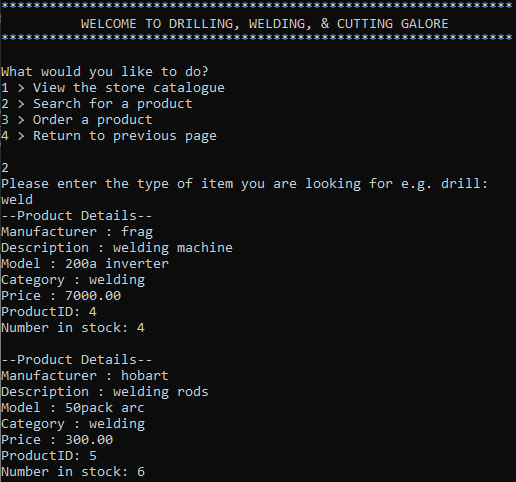 ****************************************************************
WELCOME TO DRILLING, WELDING, & CUTTING GALORE
****************************************************************
What would you like to do?
1 > View the store catalogue
2 > Search for a product
3 > Order a product
4 > Return to previous page
2
Please enter the type of item you are looking for e.g. drill:
weld
--Product Details--
Manufacturer : frag
Description : welding machine
Model : 200a inverter
Category : welding
Price : 7000.00
ProductID: 4
Number in stock: 4
--Product Details--
Manufacturer : hobart
Description : welding rods
Model : 50pack arc
Category : welding
Price : 300.00
ProductID: 5
Number in stock: 6